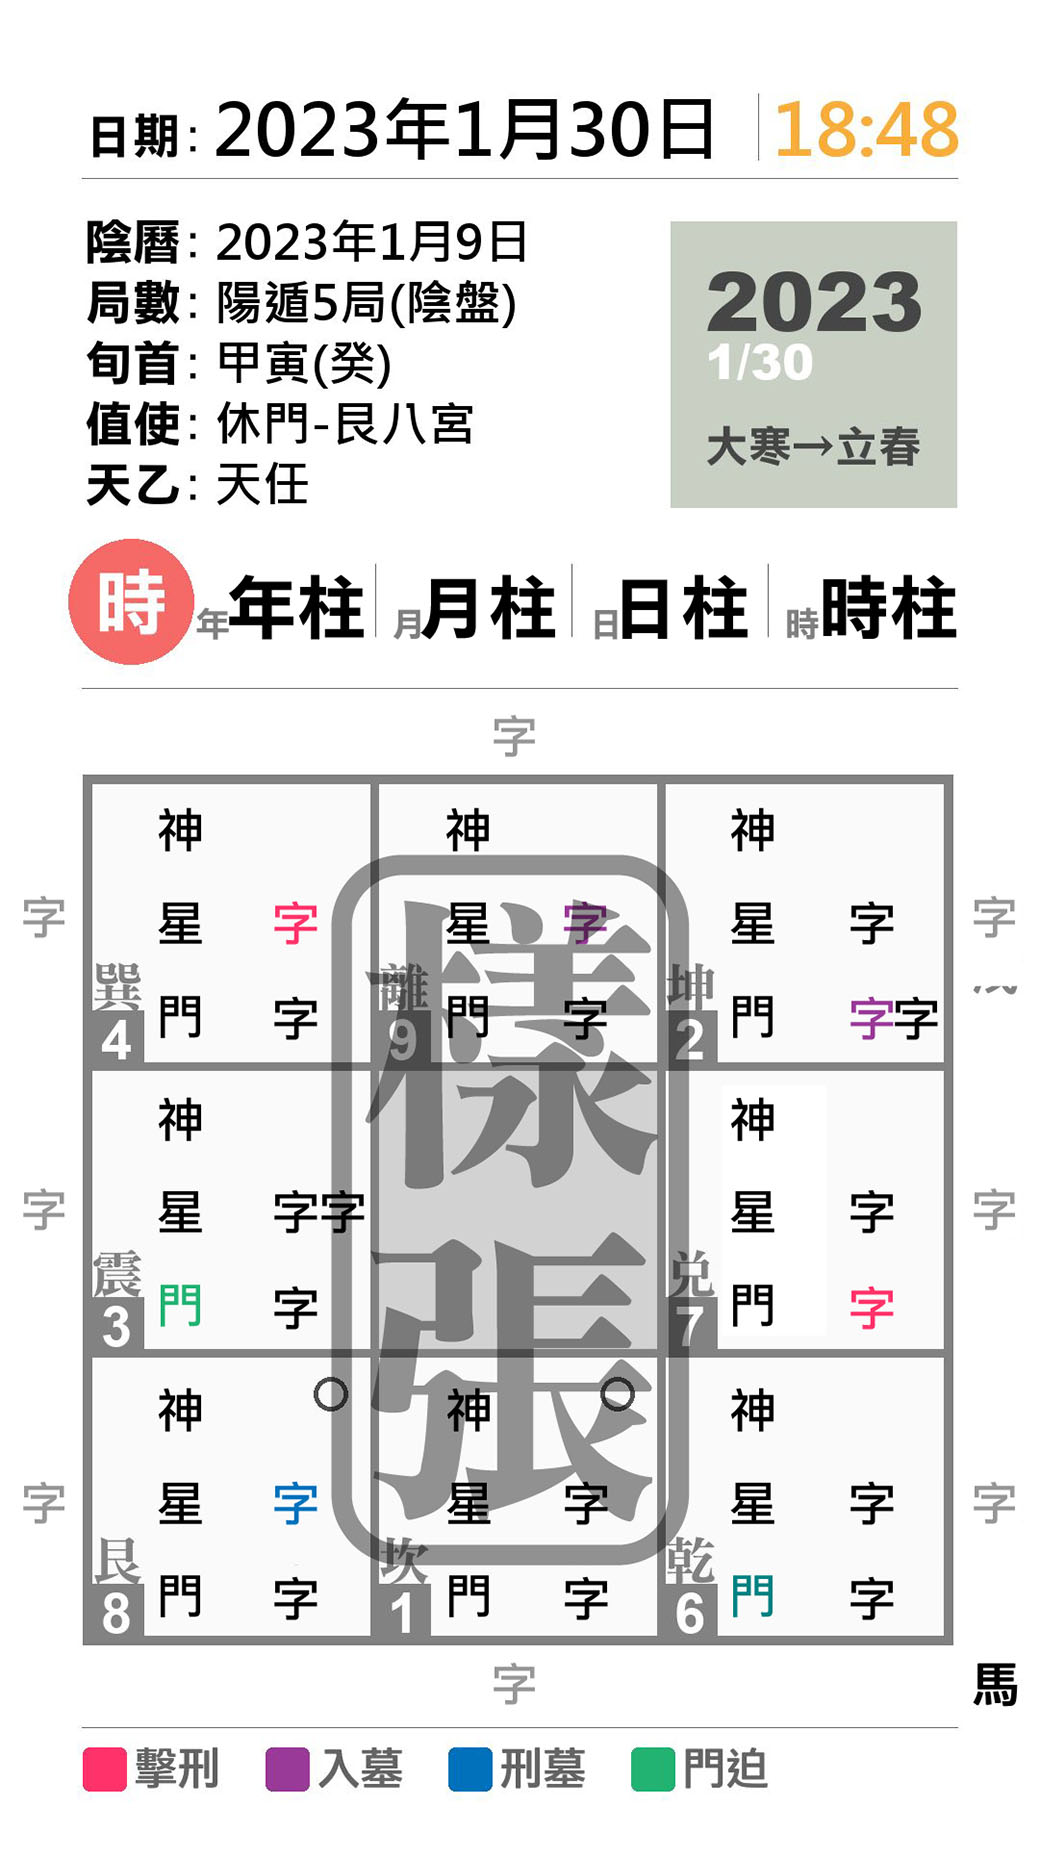 日期：2023年1月30日 18:48
陰曆：2023年1月9日
局數：陽遁5局(陰盤)
旬首：甲寅(癸)
值使：休門-艮八宮
天乙：天任
2023
1/30
大寒→立春
時 年年柱 月月柱 日日柱 時時柱
字
神 神 神
字 星 字 星 字 星 字 字
巽 離 坤
4 門 字 9 門 字 2 門 字字
樣
神 神
字 星 字字 星 字 字
震 兑
3 門 字 7 門 字
張
神 神 神
字 星 字 星 字 星 字 字
艮 坎 乾
8 門 字 1 門 字 6 門 字
字 馬
擊刑 入墓 刑墓 門迫